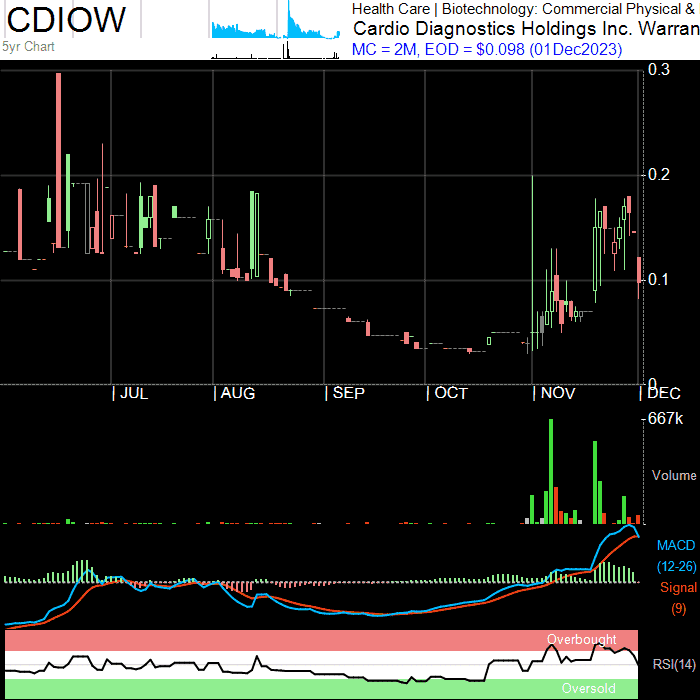 CDIOW
5yr Chart
Health Care | Biotechnology: Commercial Physical &
Cardio Diagnostics Holdings Inc. Warran
MC = 2M, EOD = $0.098 (01Dec2023)
0.3
0.2
0.1
0
JUL AUG SEP OCT NOV DEC
667k
Volume
MACD
(12-26)
Signal
(9)
Overbought
RSI(14)
Oversold